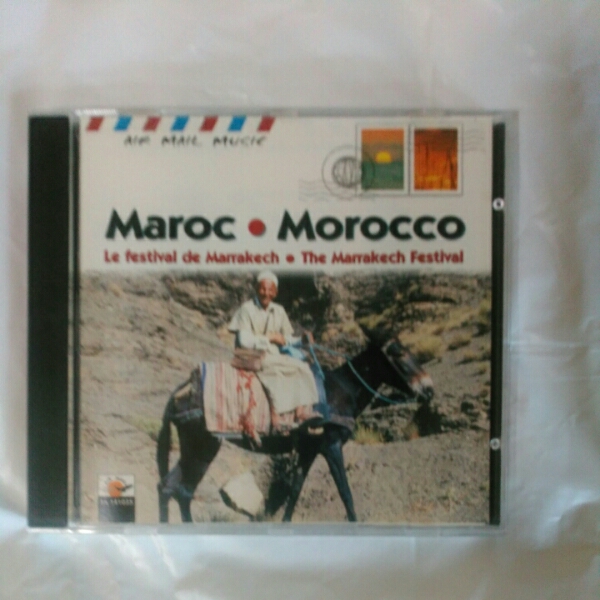 AIR MAIL MUSIC
Maroc • Morocco
Le festival de Marrakech • The Marrakech Festival